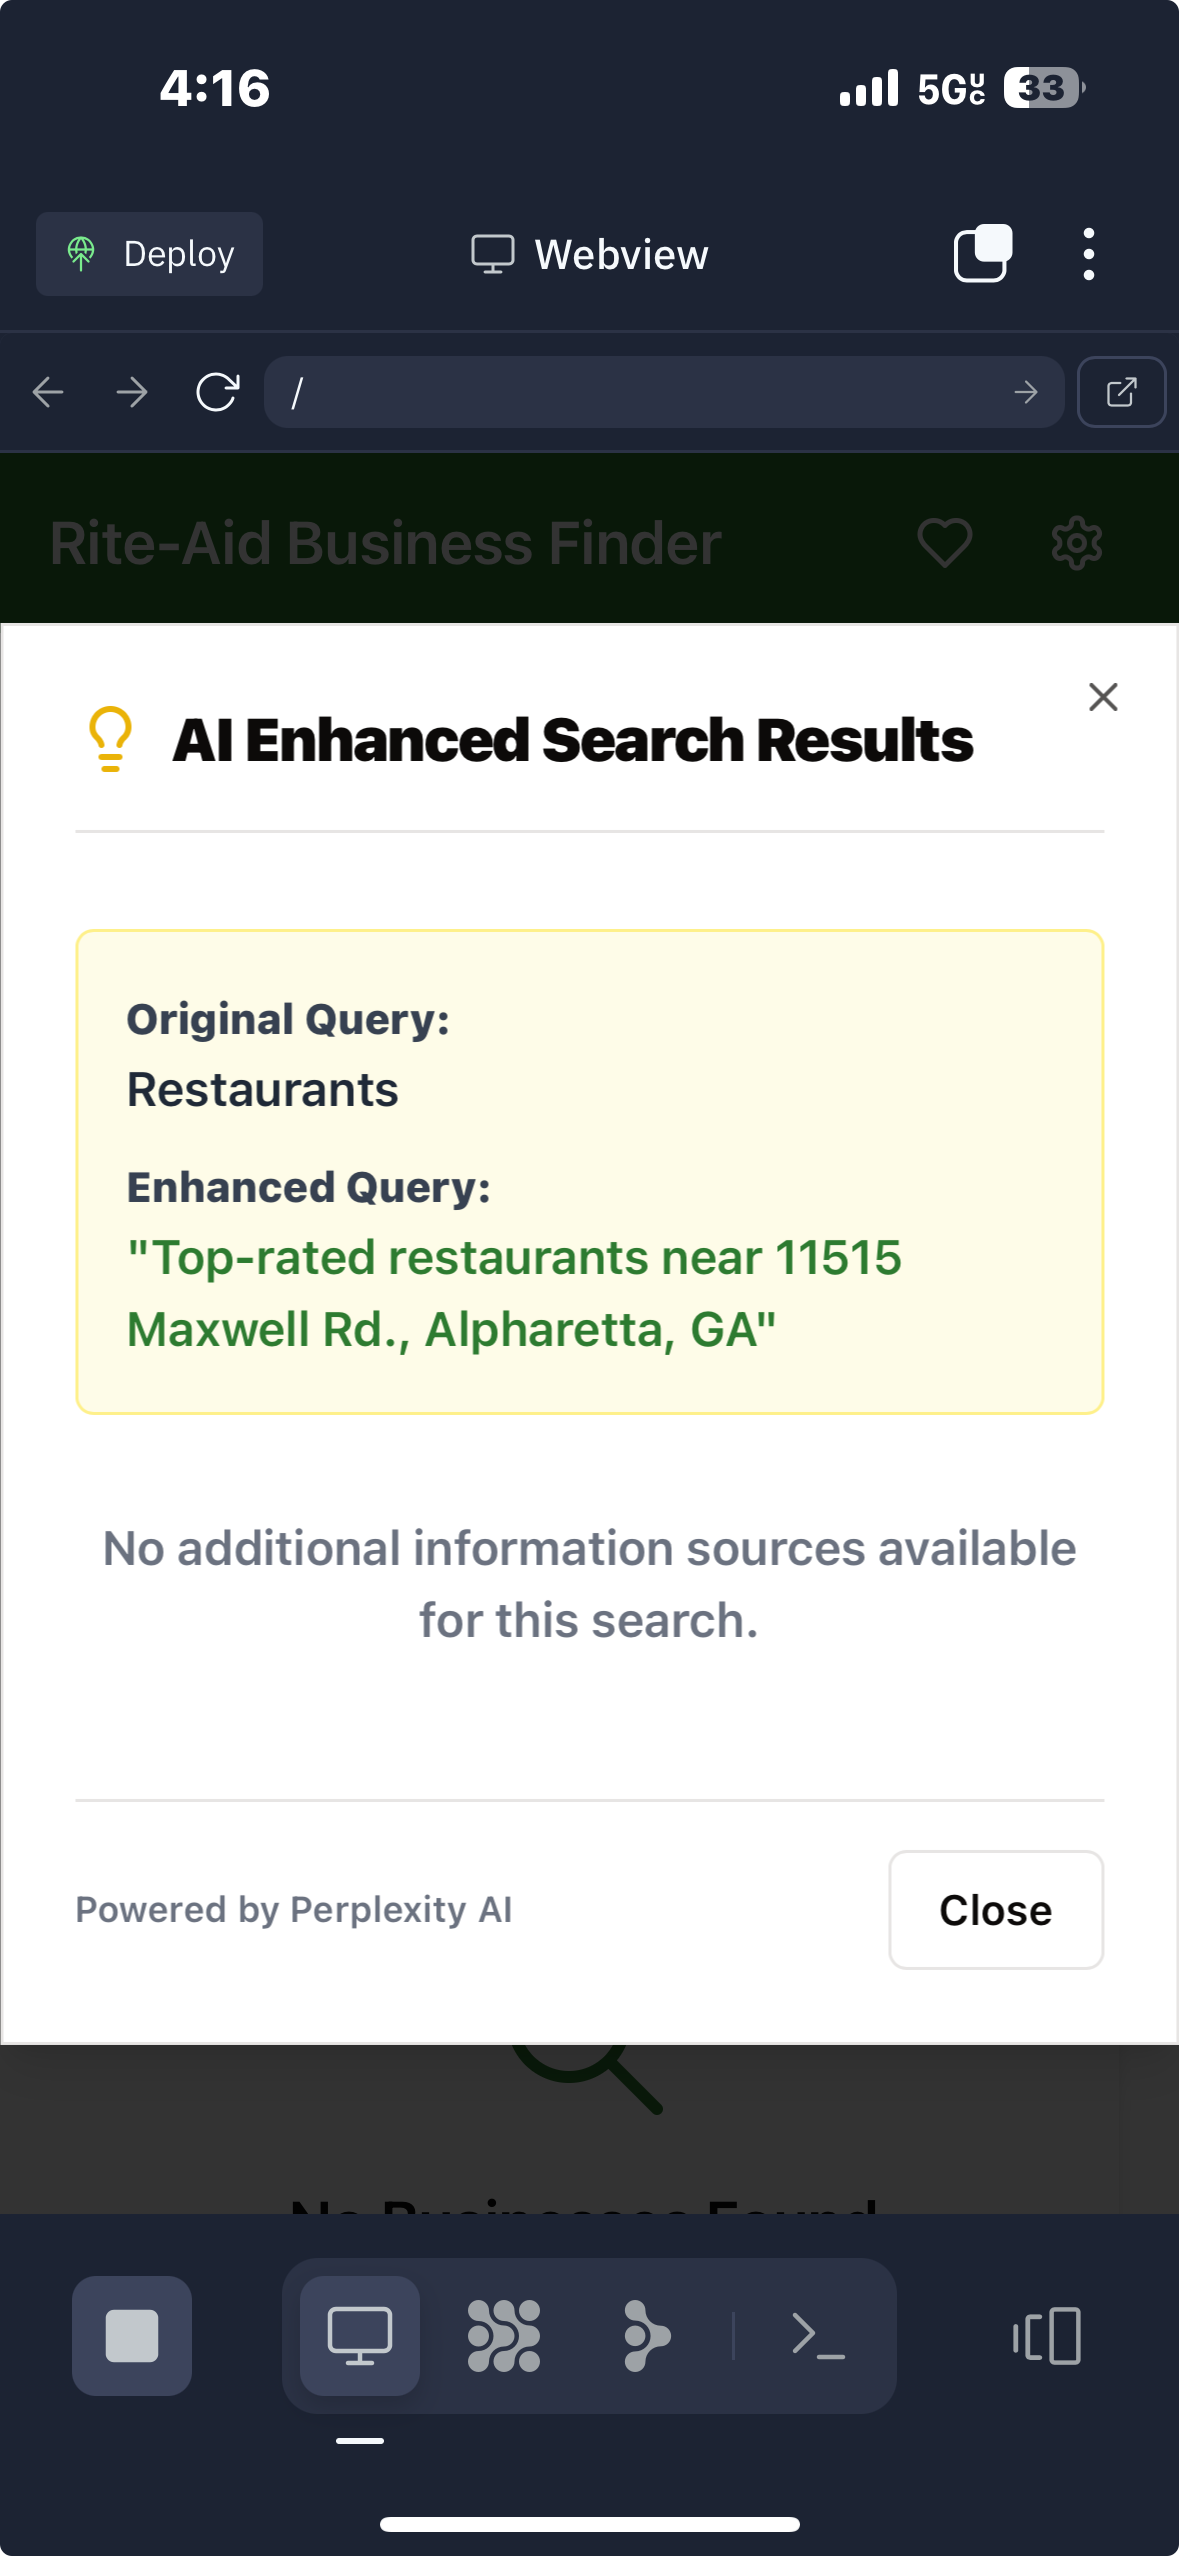 4:16
5GUC
33
Deploy
Webview
/
Rite-Aid Business Finder
AI Enhanced Search Results
Original Query:
Restaurants
Enhanced Query:
"Top-rated restaurants near 11515
Maxwell Rd., Alpharetta, GA"
No additional information sources available
for this search.
Powered by Perplexity AI
Close
No Businesses Found